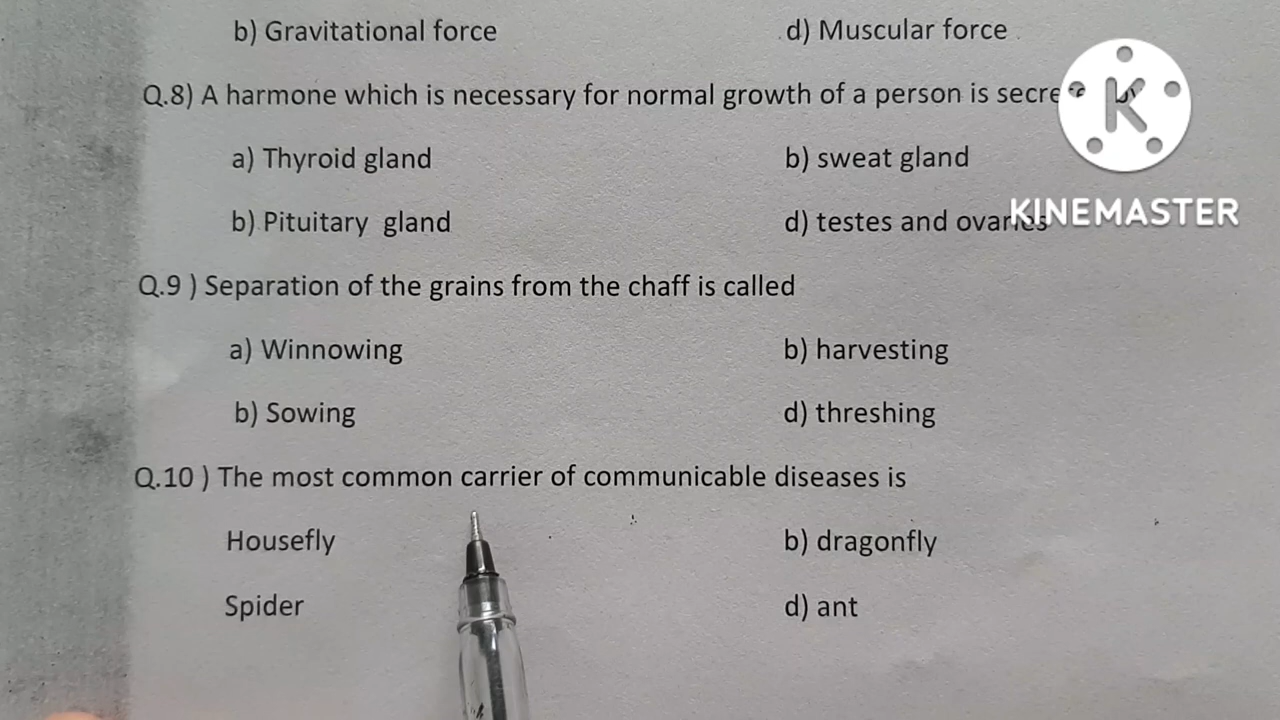 b) Gravitational force d) Muscular force
Q.8) A harmone which is necessary for normal growth of a person is
a) Thyroid gland b) sweat gland
b) Pituitary gland d) testes and ovaries
Q.9 ) Separation of the grains from the chaff is called
a) Winnowing b) harvesting
b) Sowing d) threshing
Q.10 ) The most common carrier of communicable diseases is
Housefly b) dragonfly
Spider d) ant
K
KINEMASTER